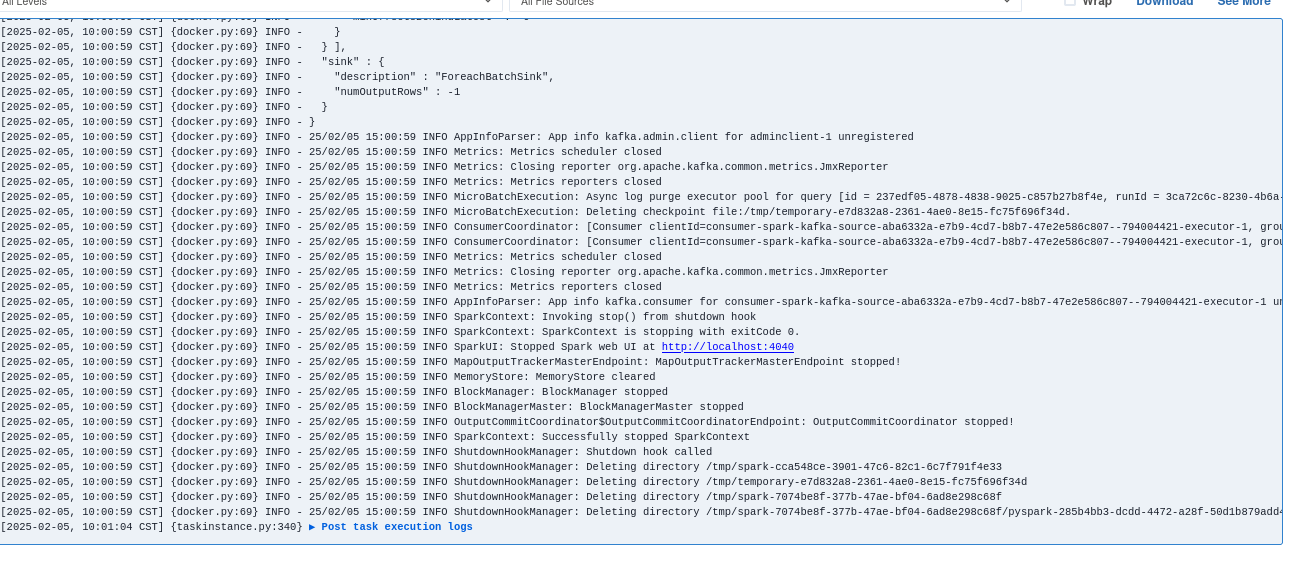 All Levels All File Sources Wrap Download See More
[2025-02-05, 10:00:59 CST] {docker.py:69} INFO -     }
[2025-02-05, 10:00:59 CST] {docker.py:69} INFO -   } ],
[2025-02-05, 10:00:59 CST] {docker.py:69} INFO -   "sink" : {
[2025-02-05, 10:00:59 CST] {docker.py:69} INFO -     "description" : "ForeachBatchSink",
[2025-02-05, 10:00:59 CST] {docker.py:69} INFO -     "numOutputRows" : -1
[2025-02-05, 10:00:59 CST] {docker.py:69} INFO -   }
[2025-02-05, 10:00:59 CST] {docker.py:69} INFO - }
[2025-02-05, 10:00:59 CST] {docker.py:69} INFO - 25/02/05 15:00:59 INFO AppInfoParser: App info kafka.admin.client for adminclient-1 unregistered
[2025-02-05, 10:00:59 CST] {docker.py:69} INFO - 25/02/05 15:00:59 INFO Metrics: Metrics scheduler closed
[2025-02-05, 10:00:59 CST] {docker.py:69} INFO - 25/02/05 15:00:59 INFO Metrics: Closing reporter org.apache.kafka.common.metrics.JmxReporter
[2025-02-05, 10:00:59 CST] {docker.py:69} INFO - 25/02/05 15:00:59 INFO Metrics: Metrics reporters closed
[2025-02-05, 10:00:59 CST] {docker.py:69} INFO - 25/02/05 15:00:59 INFO MicroBatchExecution: Async log purge executor pool for query [id = 237edf05-4878-4838-9025-c857b27b8f4e, runId = 3ca72c6c-8230-4b6a-
[2025-02-05, 10:00:59 CST] {docker.py:69} INFO - 25/02/05 15:00:59 INFO MicroBatchExecution: Deleting checkpoint file:/tmp/temporary-e7d832a8-2361-4ae0-8e15-fc75f696f34d.
[2025-02-05, 10:00:59 CST] {docker.py:69} INFO - 25/02/05 15:00:59 INFO ConsumerCoordinator: [Consumer clientId=consumer-spark-kafka-source-aba6332a-e7b9-4cd7-b8b7-47e2e586c807--794004421-executor-1, grou
[2025-02-05, 10:00:59 CST] {docker.py:69} INFO - 25/02/05 15:00:59 INFO ConsumerCoordinator: [Consumer clientId=consumer-spark-kafka-source-aba6332a-e7b9-4cd7-b8b7-47e2e586c807--794004421-executor-1, grou
[2025-02-05, 10:00:59 CST] {docker.py:69} INFO - 25/02/05 15:00:59 INFO Metrics: Metrics scheduler closed
[2025-02-05, 10:00:59 CST] {docker.py:69} INFO - 25/02/05 15:00:59 INFO Metrics: Closing reporter org.apache.kafka.common.metrics.JmxReporter
[2025-02-05, 10:00:59 CST] {docker.py:69} INFO - 25/02/05 15:00:59 INFO Metrics: Metrics reporters closed
[2025-02-05, 10:00:59 CST] {docker.py:69} INFO - 25/02/05 15:00:59 INFO AppInfoParser: App info kafka.consumer for consumer-spark-kafka-source-aba6332a-e7b9-4cd7-b8b7-47e2e586c807--794004421-executor-1 un
[2025-02-05, 10:00:59 CST] {docker.py:69} INFO - 25/02/05 15:00:59 INFO SparkContext: Invoking stop() from shutdown hook
[2025-02-05, 10:00:59 CST] {docker.py:69} INFO - 25/02/05 15:00:59 INFO SparkContext: SparkContext is stopping with exitCode 0.
[2025-02-05, 10:00:59 CST] {docker.py:69} INFO - 25/02/05 15:00:59 INFO SparkUI: Stopped Spark web UI at http://localhost:4040
[2025-02-05, 10:00:59 CST] {docker.py:69} INFO - 25/02/05 15:00:59 INFO MapOutputTrackerMasterEndpoint: MapOutputTrackerMasterEndpoint stopped!
[2025-02-05, 10:00:59 CST] {docker.py:69} INFO - 25/02/05 15:00:59 INFO MemoryStore: MemoryStore cleared
[2025-02-05, 10:00:59 CST] {docker.py:69} INFO - 25/02/05 15:00:59 INFO BlockManager: BlockManager stopped
[2025-02-05, 10:00:59 CST] {docker.py:69} INFO - 25/02/05 15:00:59 INFO BlockManagerMaster: BlockManagerMaster stopped
[2025-02-05, 10:00:59 CST] {docker.py:69} INFO - 25/02/05 15:00:59 INFO OutputCommitCoordinator$OutputCommitCoordinatorEndpoint: OutputCommitCoordinator stopped!
[2025-02-05, 10:00:59 CST] {docker.py:69} INFO - 25/02/05 15:00:59 INFO SparkContext: Successfully stopped SparkContext
[2025-02-05, 10:00:59 CST] {docker.py:69} INFO - 25/02/05 15:00:59 INFO ShutdownHookManager: Shutdown hook called
[2025-02-05, 10:00:59 CST] {docker.py:69} INFO - 25/02/05 15:00:59 INFO ShutdownHookManager: Deleting directory /tmp/spark-cca548ce-3901-47c6-82c1-6c7f791f4e33
[2025-02-05, 10:00:59 CST] {docker.py:69} INFO - 25/02/05 15:00:59 INFO ShutdownHookManager: Deleting directory /tmp/temporary-e7d832a8-2361-4ae0-8e15-fc75f696f34d
[2025-02-05, 10:00:59 CST] {docker.py:69} INFO - 25/02/05 15:00:59 INFO ShutdownHookManager: Deleting directory /tmp/spark-7074be8f-377b-47ae-bf04-6ad8e298c68f
[2025-02-05, 10:00:59 CST] {docker.py:69} INFO - 25/02/05 15:00:59 INFO ShutdownHookManager: Deleting directory /tmp/spark-7074be8f-377b-47ae-bf04-6ad8e298c68f/pyspark-285b4bb3-dcdd-4472-a28f-50d1b879add4
[2025-02-05, 10:01:04 CST] {taskinstance.py:340} ▶ Post task execution logs